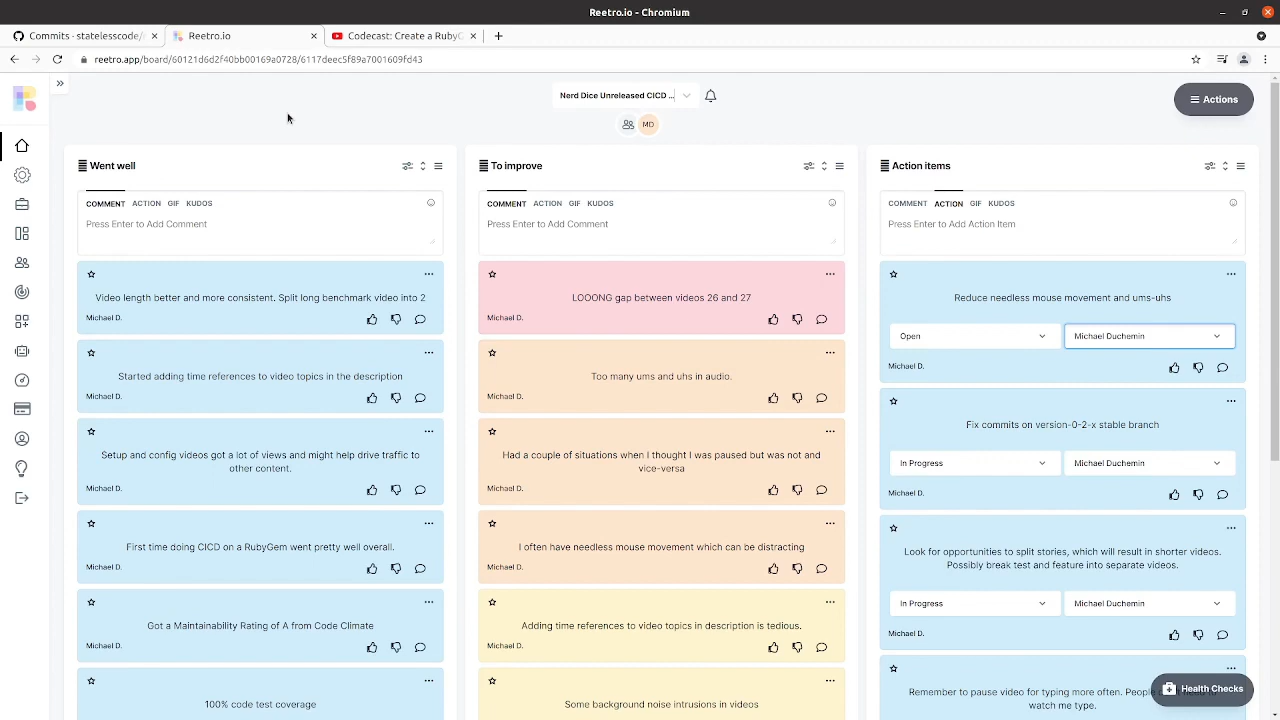 Reetro.io - Chromium
Commits - statelesscode/
Reetro.io
Codecast: Create a RubyG
reetro.app/board/60121d6d2f40bb00169a0728/6117deec5f89a7001609fd43
Nerd Dice Unreleased CICD ...
Actions
MD
Went well
COMMENT ACTION GIF KUDOS
Press Enter to Add Comment
Video length better and more consistent. Split long benchmark video into 2
Michael D.
Started adding time references to video topics in the description
Michael D.
Setup and config videos got a lot of views and might help drive traffic to
other content.
Michael D.
First time doing CICD on a RubyGem went pretty well overall.
Michael D.
Got a Maintainability Rating of A from Code Climate
Michael D.
100% code test coverage
To improve
COMMENT ACTION GIF KUDOS
Press Enter to Add Comment
LOOONG gap between videos 26 and 27
Michael D.
Too many ums and uhs in audio.
Michael D.
Had a couple of situations when I thought I was paused but was not and
vice-versa
Michael D.
I often have needless mouse movement which can be distracting
Michael D.
Adding time references to video topics in description is tedious.
Michael D.
Some background noise intrusions in videos
Action items
COMMENT ACTION GIF KUDOS
Press Enter to Add Action Item
Reduce needless mouse movement and ums-uhs
Open
Michael Duchemin
Michael D.
Fix commits on version-0-2-x stable branch
In Progress
Michael Duchemin
Michael D.
Look for opportunities to split stories, which will result in shorter videos.
Possibly break test and feature into separate videos.
In Progress
Michael Duchemin
Michael D.
Remember to pause video for typing more often. People
watch me type.
Health Checks